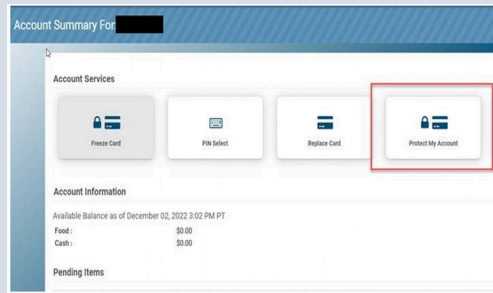 Account Summary For:
Account Services
Freeze Card
PIN Select
Replace Card
Protect My Account
Account Information
Available Balance as of December 02, 2022 3:02 PM PT
Food : $0.00
Cash : $0.00
Pending Items